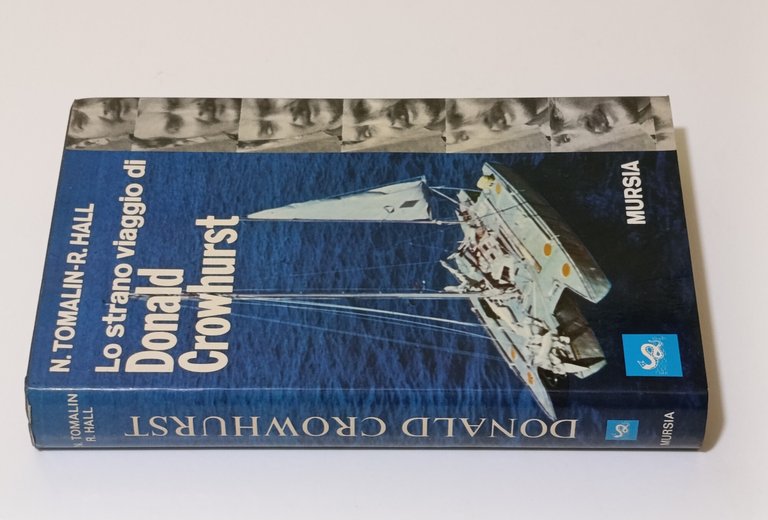 N. TOMALIN-R. HALL
Lo strano viaggio di
Donald
Crowhurst
MURSIA
N. TOMALIN
R. HALL
DONALD CROWHURST
MURSIA